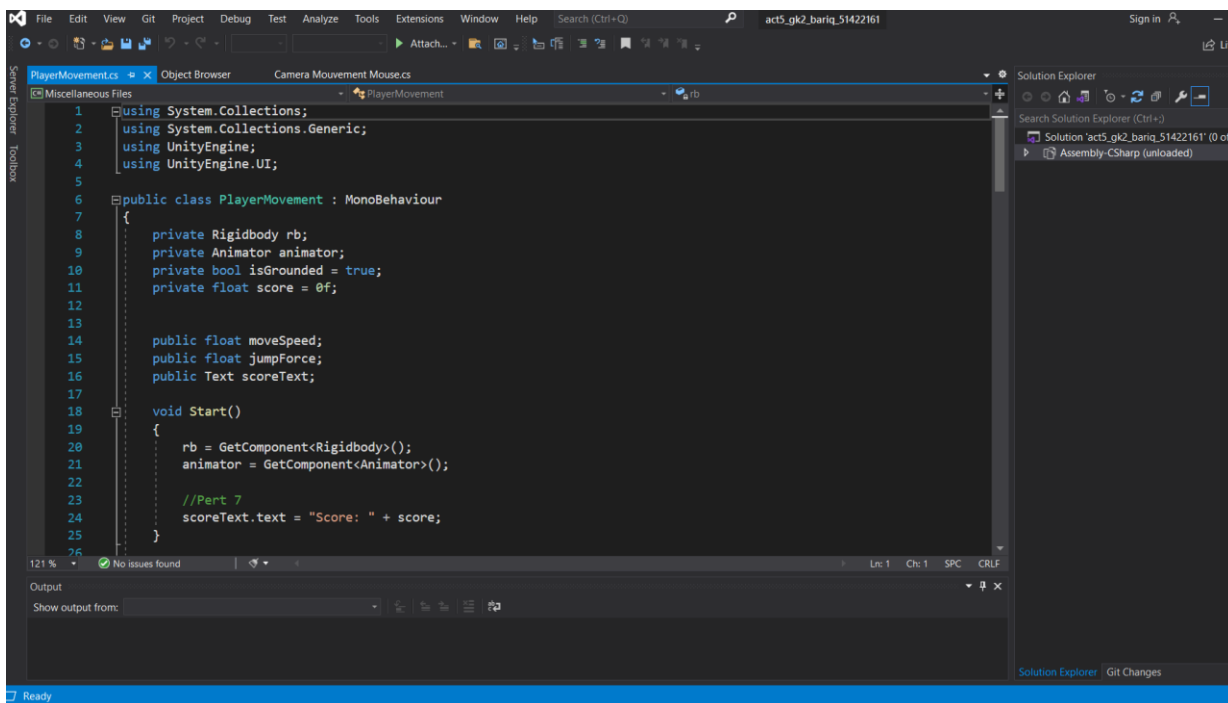 File Edit View Git Project Debug Test Analyze Tools Extensions Window Help Search (Ctrl+Q) act5_gk2_bariq_51422161 Sign in
Attach...
PlayerMovement.cs Object Browser Camera Mouvement Mouse.cs Solution Explorer
Server Explorer
Toolbox
Miscellaneous Files PlayerMovement rb
Search Solution Explorer (Ctrl+;)
Solution 'act5_gk2_bariq_51422161' (0 of
Assembly-CSharp (unloaded)
1 using System.Collections;
2 using System.Collections.Generic;
3 using UnityEngine;
4 using UnityEngine.UI;
5
6 public class PlayerMovement : MonoBehaviour
7 {
8 private Rigidbody rb;
9 private Animator animator;
10 private bool isGrounded = true;
11 private float score = 0f;
12
13
14 public float moveSpeed;
15 public float jumpForce;
16 public Text scoreText;
17
18 void Start()
19 {
20 rb = GetComponent<Rigidbody>();
21 animator = GetComponent<Animator>();
22
23 //Pert 7
24 scoreText.text = "Score: " + score;
25 }
26
121 % No issues found Ln: 1 Ch: 1 SPC CRLF
Output
Show output from:
Solution Explorer Git Changes
Ready